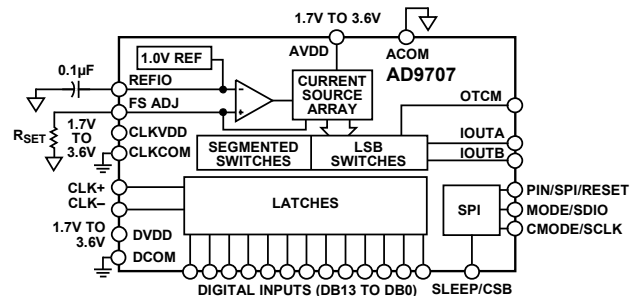 1.7V TO 3.6V
AVDD
ACOM
AD9707
1.0V REF
0.1µF
REFIO
–
+
CURRENT
SOURCE
ARRAY
FS ADJ
OTCM
RSET
1.7V
TO
3.6V
CLKVDD
CLKCOM
SEGMENTED
SWITCHES
LSB
SWITCHES
IOUTA
IOUTB
CLK+
CLK–
LATCHES
SPI
PIN/SPI/RESET
MODE/SDIO
CMODE/SCLK
1.7V TO
3.6V
DVDD
DCOM
DIGITAL INPUTS (DB13 TO DB0)
SLEEP/CSB